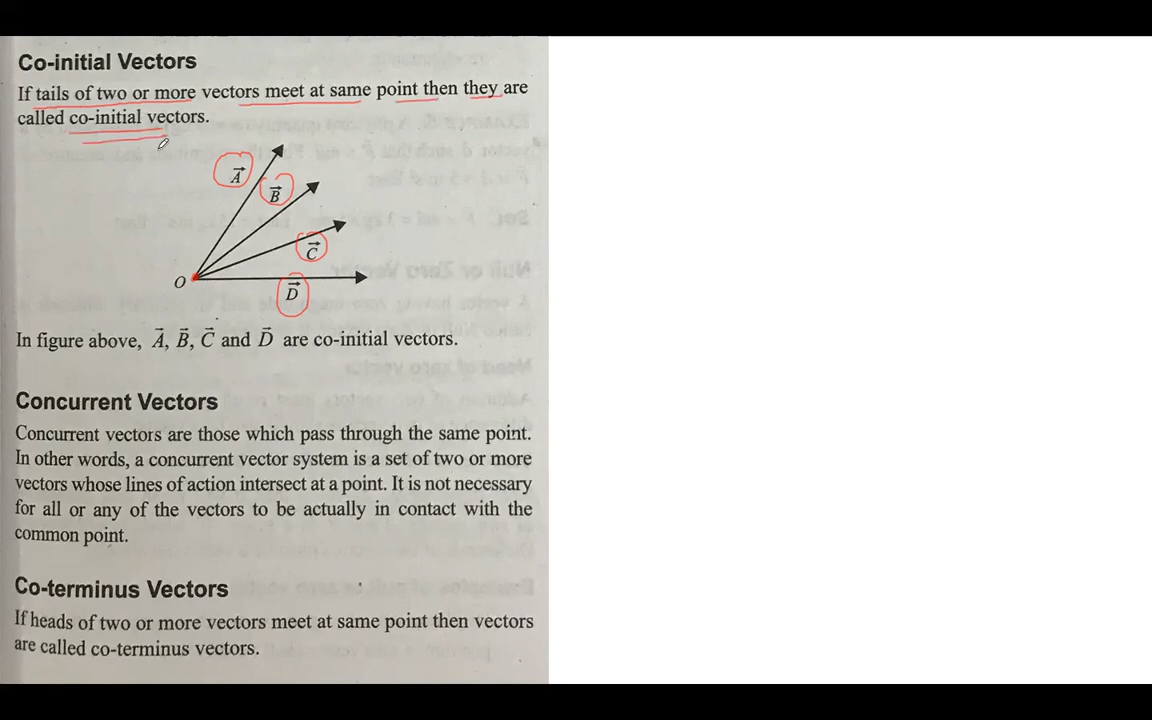 Co-initial Vectors
If tails of two or more vectors meet at same point then they are
called co-initial vectors.
A⃗
B⃗
C⃗
O
D⃗
In figure above, A⃗, B⃗, C⃗ and D⃗ are co-initial vectors.
Concurrent Vectors
Concurrent vectors are those which pass through the same point.
In other words, a concurrent vector system is a set of two or more
vectors whose lines of action intersect at a point. It is not necessary
for all or any of the vectors to be actually in contact with the
common point.
Co-terminus Vectors
If heads of two or more vectors meet at same point then vectors
are called co-terminus vectors.